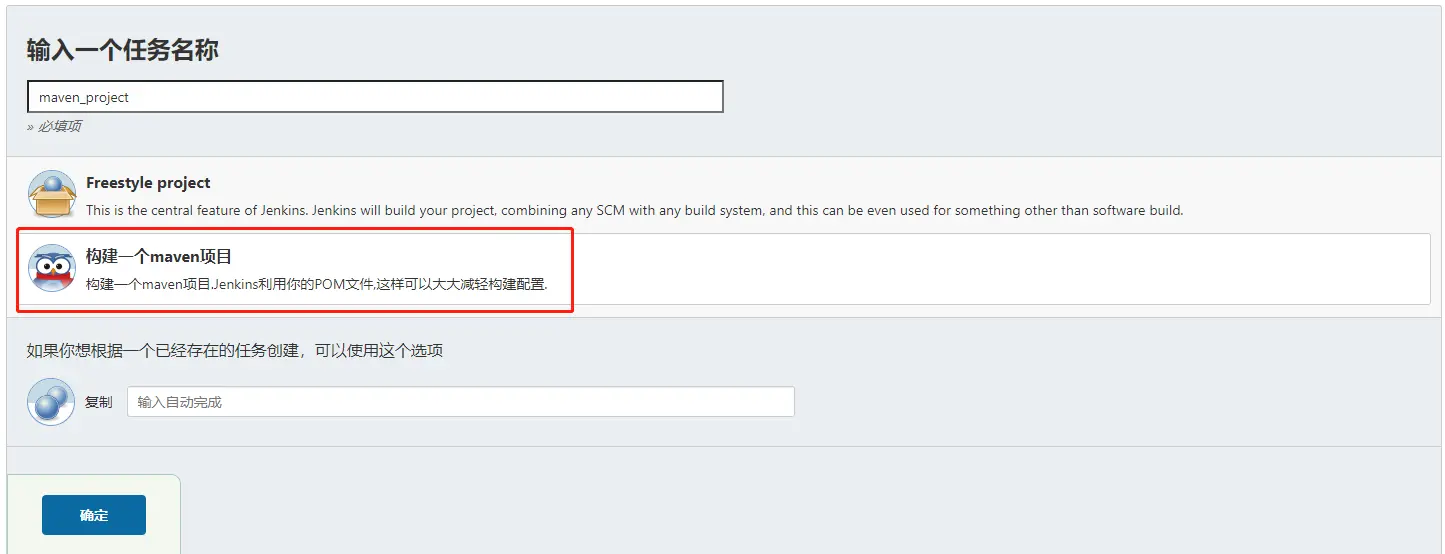 输入一个任务名称
maven_project
» 必填项
Freestyle project
This is the central feature of Jenkins. Jenkins will build your project, combining any SCM with any build system, and this can be even used for something other than software build.
构建一个maven项目
构建一个maven项目.Jenkins利用你的POM文件,这样可以大大减轻构建配置.
如果你想根据一个已经存在的任务创建，可以使用这个选项
复制
输入自动完成
确定